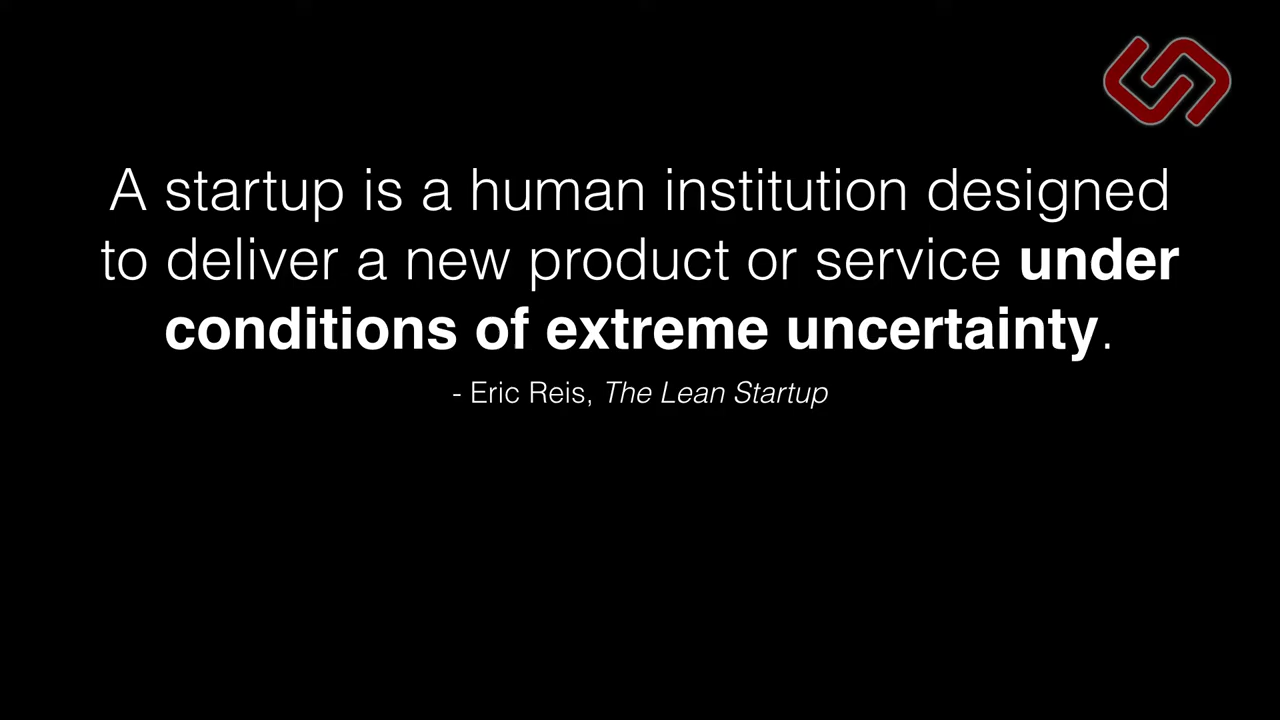 A startup is a human institution designed
to deliver a new product or service under
conditions of extreme uncertainty.
- Eric Reis, The Lean Startup